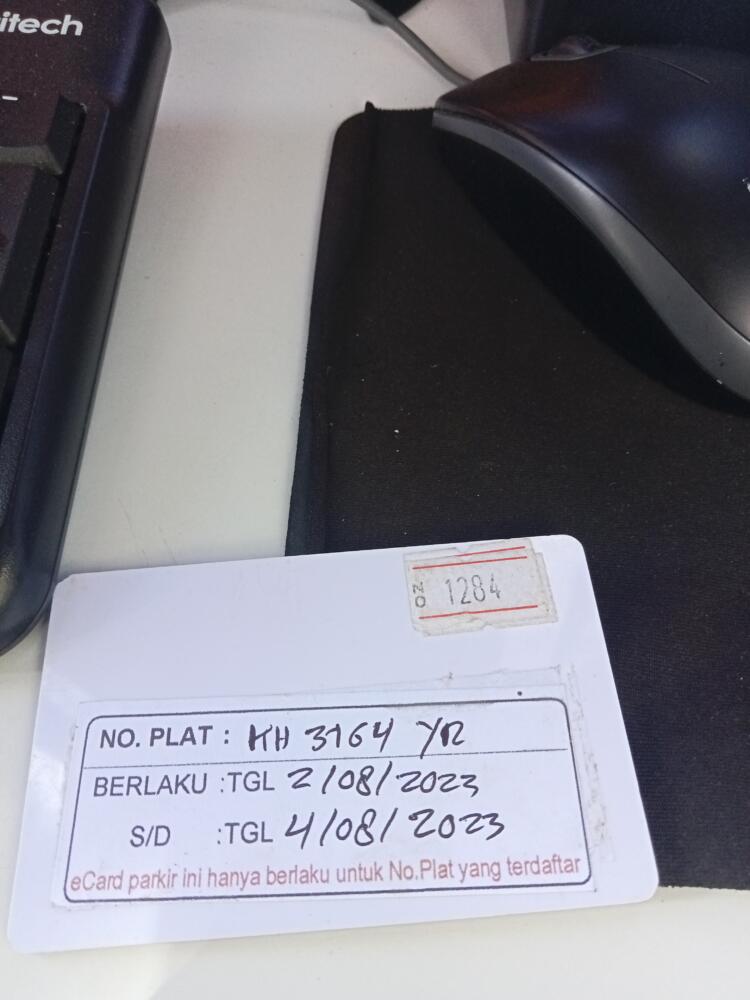 itech
NO 1284
NO. PLAT : KH 3764 YR
BERLAKU :TGL 2/08/2023
S/D :TGL 4/08/2023
eCard parkir ini hanya berlaku untuk No.Plat yang terdaftar